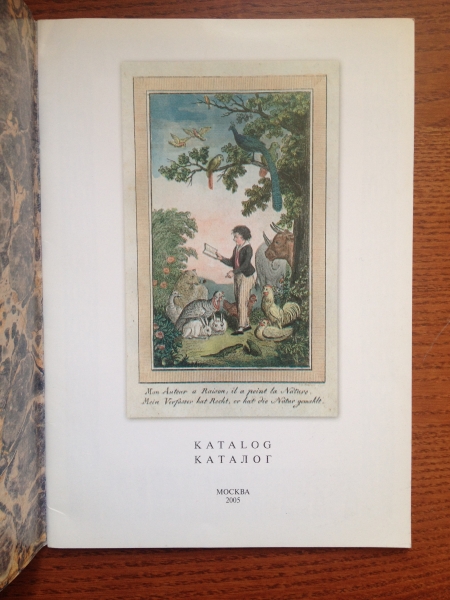 Mon Auteur a Raison; il a peint la Nature.
Mein Verfasser hat Recht, er hat die Natur gemahlt.
KATALOG
КАТАЛОГ
МОСКВА
2005